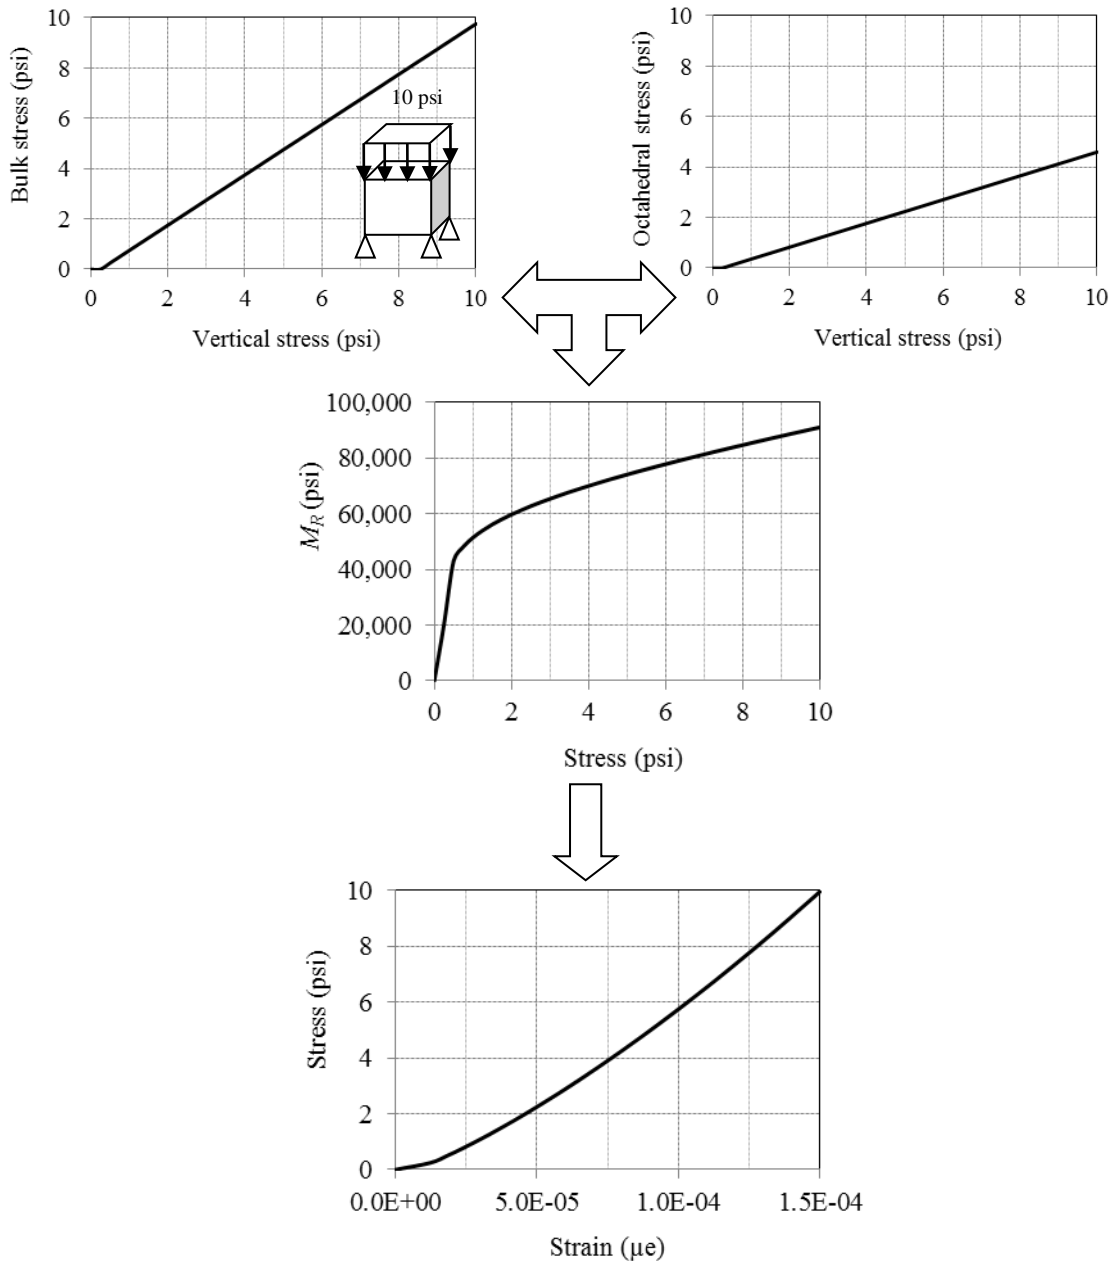 Bulk stress (psi)
10
8
6
4
2
0
0 2 4 6 8 10
Vertical stress (psi)
10 psi
Octahedral stress (psi)
10
8
6
4
2
0
0 2 4 6 8 10
Vertical stress (psi)
M_R (psi)
100,000
80,000
60,000
40,000
20,000
0
0 2 4 6 8 10
Stress (psi)
Stress (psi)
10
8
6
4
2
0
0.0E+00 5.0E-05 1.0E-04 1.5E-04
Strain (µe)